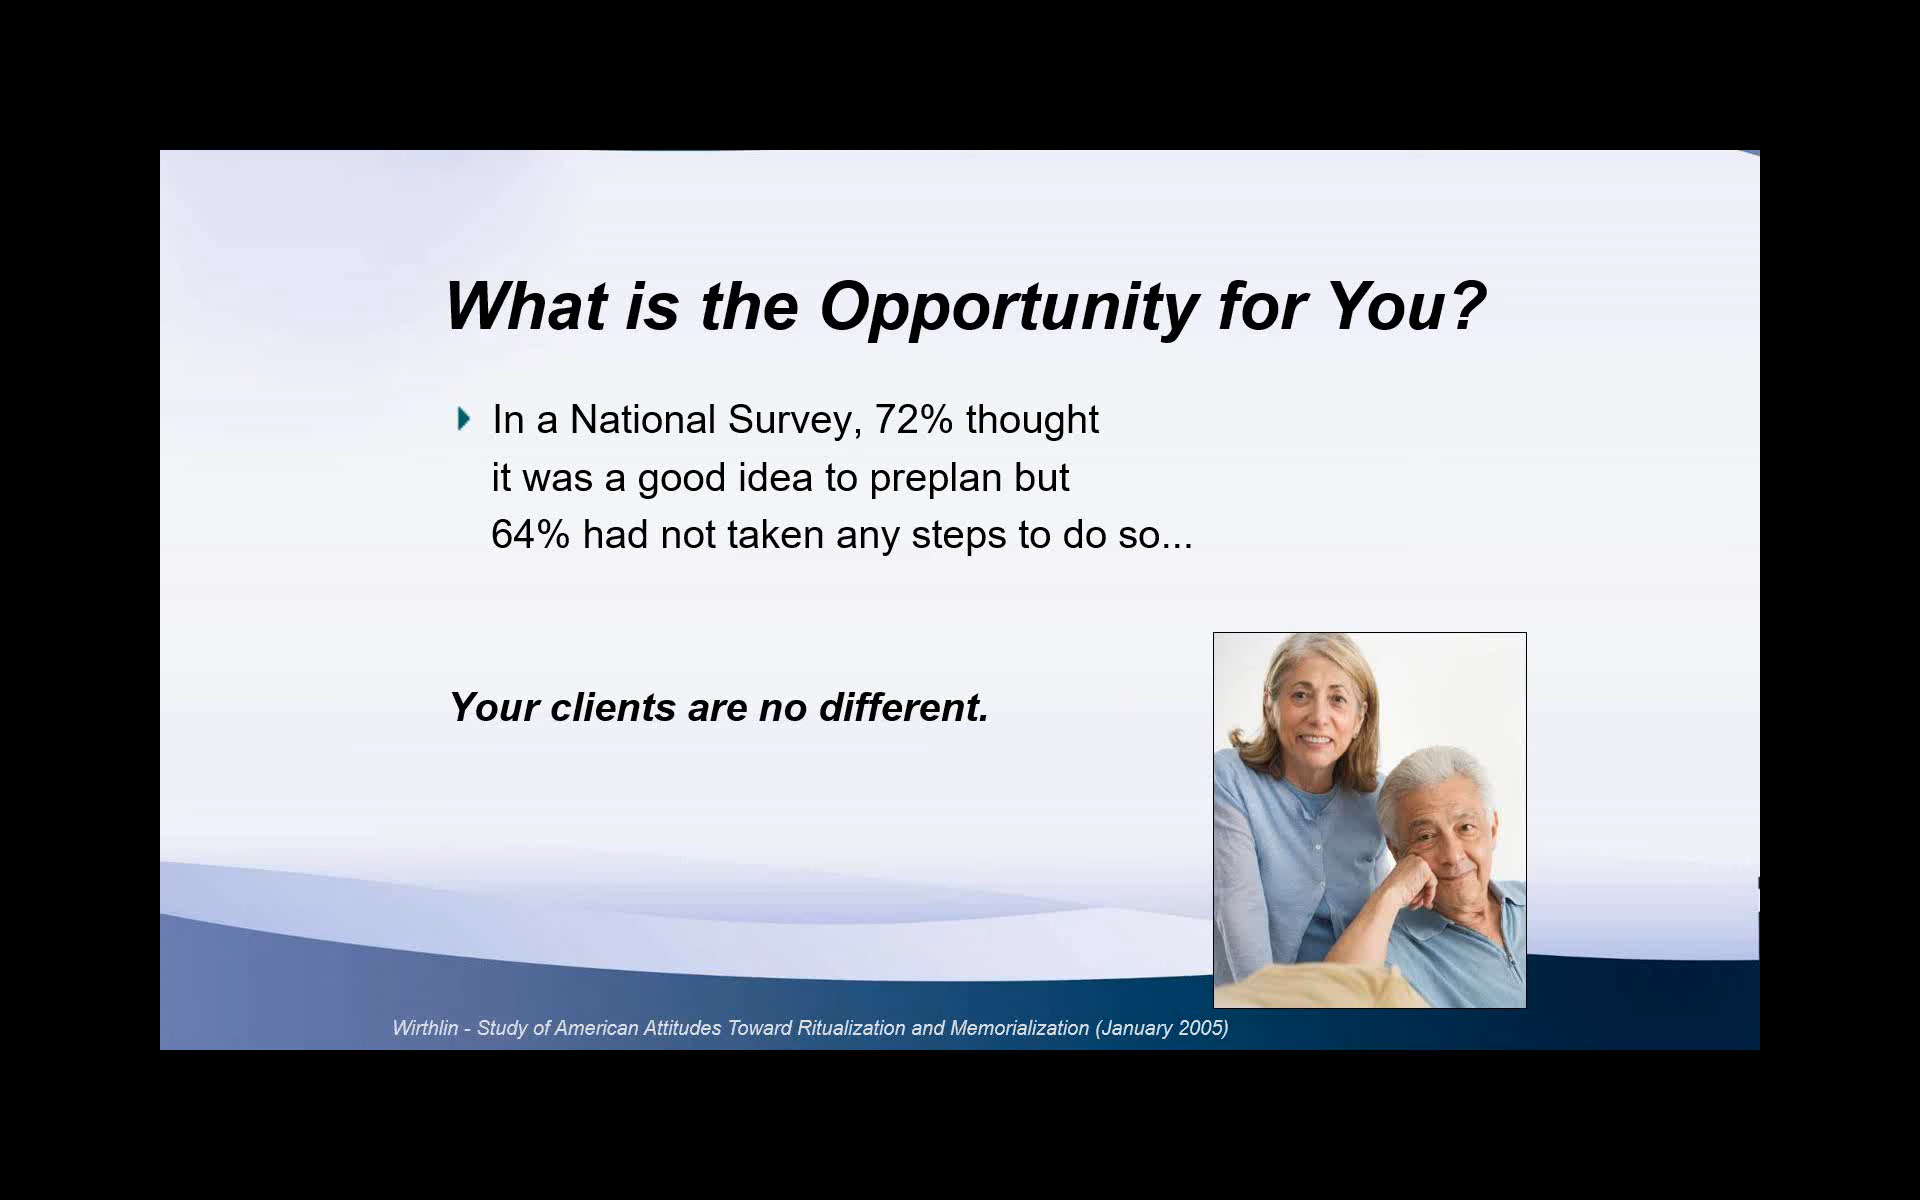 What is the Opportunity for You?
In a National Survey, 72% thought
it was a good idea to preplan but
64% had not taken any steps to do so...
Your clients are no different.
Wirthlin - Study of American Attitudes Toward Ritualization and Memorialization (January 2005)